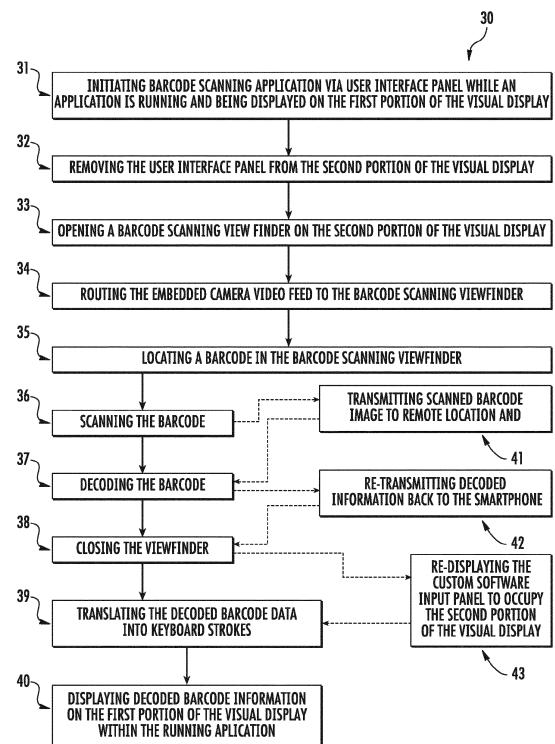 30
31
INITIATING BARCODE SCANNING APPLICATION VIA USER INTERFACE PANEL WHILE AN
APPLICATION IS RUNNING AND BEING DISPLAYED ON THE FIRST PORTION OF THE VISUAL DISPLAY
32
REMOVING THE USER INTERFACE PANEL FROM THE SECOND PORTION OF THE VISUAL DISPLAY
33
OPENING A BARCODE SCANNING VIEW FINDER ON THE SECOND PORTION OF THE VISUAL DISPLAY
34
ROUTING THE EMBEDDED CAMERA VIDEO FEED TO THE BARCODE SCANNING VIEWFINDER
35
LOCATING A BARCODE IN THE BARCODE SCANNING VIEWFINDER
36
SCANNING THE BARCODE
TRANSMITTING SCANNED BARCODE
IMAGE TO REMOTE LOCATION AND
41
37
DECODING THE BARCODE
RE-TRANSMITTING DECODED
INFORMATION BACK TO THE SMARTPHONE
42
38
CLOSING THE VIEWFINDER
RE-DISPLAYING THE
CUSTOM SOFTWARE
INPUT PANEL TO OCCUPY
THE SECOND PORTION
OF THE VISUAL DISPLAY
43
39
TRANSLATING THE DECODED BARCODE DATA
INTO KEYBOARD STROKES
40
DISPLAYING DECODED BARCODE INFORMATION
ON THE FIRST PORTION OF THE VISUAL DISPLAY
WITHIN THE RUNNING APLICATION